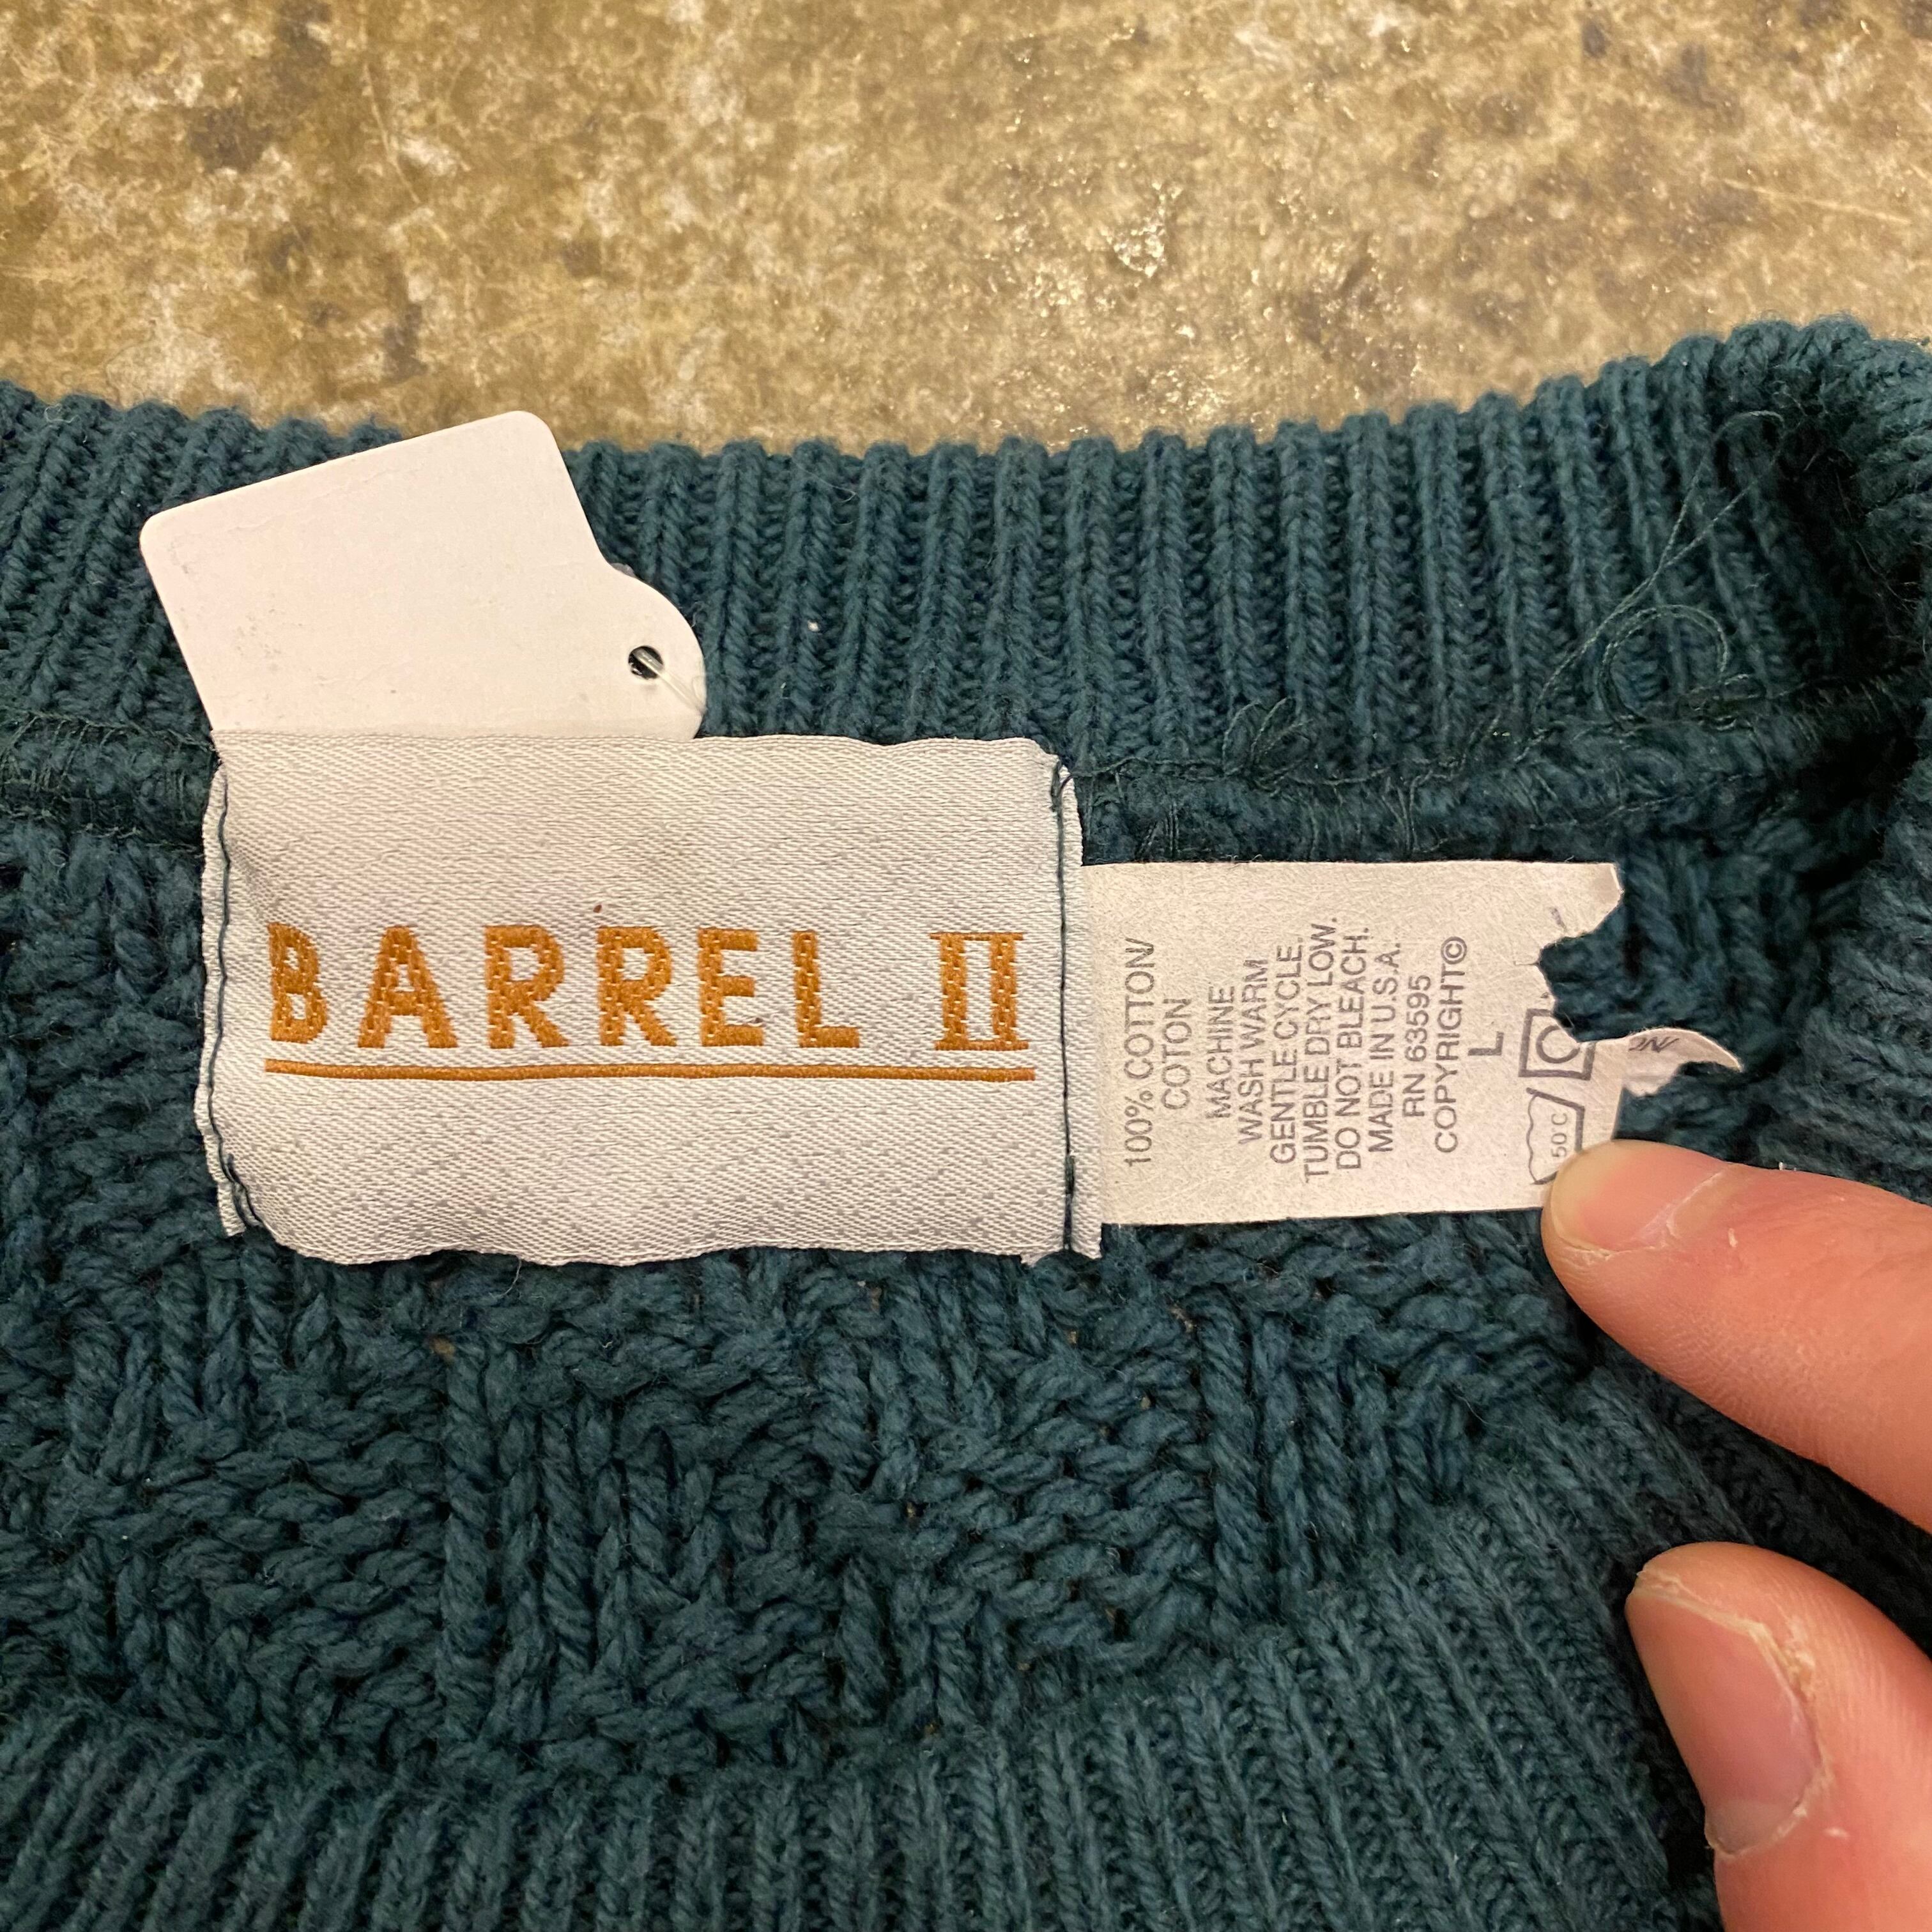 BARREL II
100% COTTON/
COTON
MACHINE
WASH WARM
GENTLE CYCLE.
TUMBLE DRY LOW.
DO NOT BLEACH.
MADE IN U.S.A.
RN 63595
COPYRIGHT©
L
50 C